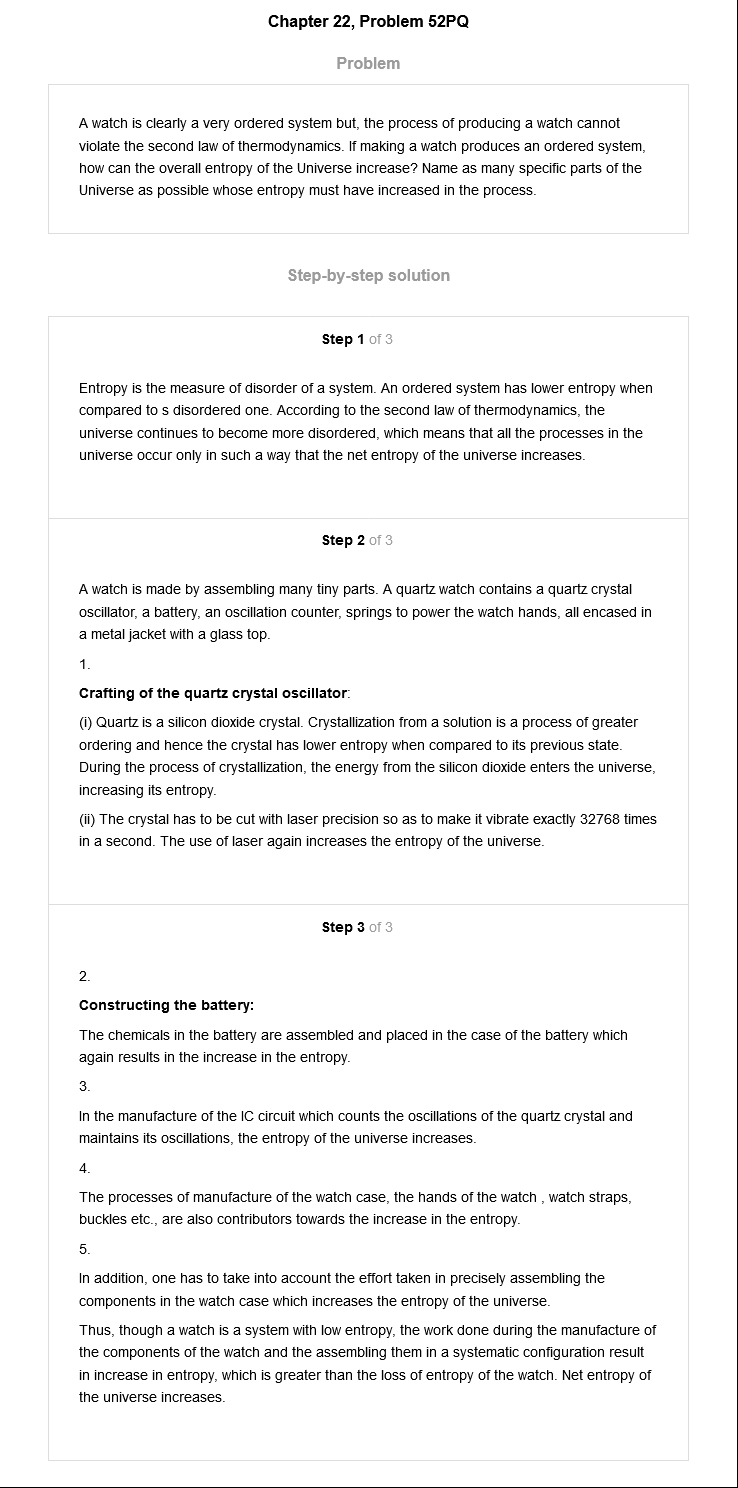 Chapter 22, Problem 52PQ
Problem
A watch is clearly a very ordered system but, the process of producing a watch cannot
violate the second law of thermodynamics. If making a watch produces an ordered system,
how can the overall entropy of the Universe increase? Name as many specific parts of the
Universe as possible whose entropy must have increased in the process.
Step-by-step solution
Step 1 of 3
Entropy is the measure of disorder of a system. An ordered system has lower entropy when
compared to s disordered one. According to the second law of thermodynamics, the
universe continues to become more disordered, which means that all the processes in the
universe occur only in such a way that the net entropy of the universe increases.
Step 2 of 3
A watch is made by assembling many tiny parts. A quartz watch contains a quartz crystal
oscillator, a battery, an oscillation counter, springs to power the watch hands, all encased in
a metal jacket with a glass top.
1.
Crafting of the quartz crystal oscillator:
(i) Quartz is a silicon dioxide crystal. Crystallization from a solution is a process of greater
ordering and hence the crystal has lower entropy when compared to its previous state.
During the process of crystallization, the energy from the silicon dioxide enters the universe,
increasing its entropy.
(ii) The crystal has to be cut with laser precision so as to make it vibrate exactly 32768 times
in a second. The use of laser again increases the entropy of the universe.
Step 3 of 3
2.
Constructing the battery:
The chemicals in the battery are assembled and placed in the case of the battery which
again results in the increase in the entropy.
3.
In the manufacture of the IC circuit which counts the oscillations of the quartz crystal and
maintains its oscillations, the entropy of the universe increases.
4.
The processes of manufacture of the watch case, the hands of the watch , watch straps,
buckles etc., are also contributors towards the increase in the entropy.
5.
In addition, one has to take into account the effort taken in precisely assembling the
components in the watch case which increases the entropy of the universe.
Thus, though a watch is a system with low entropy, the work done during the manufacture of
the components of the watch and the assembling them in a systematic configuration result
in increase in entropy, which is greater than the loss of entropy of the watch. Net entropy of
the universe increases.